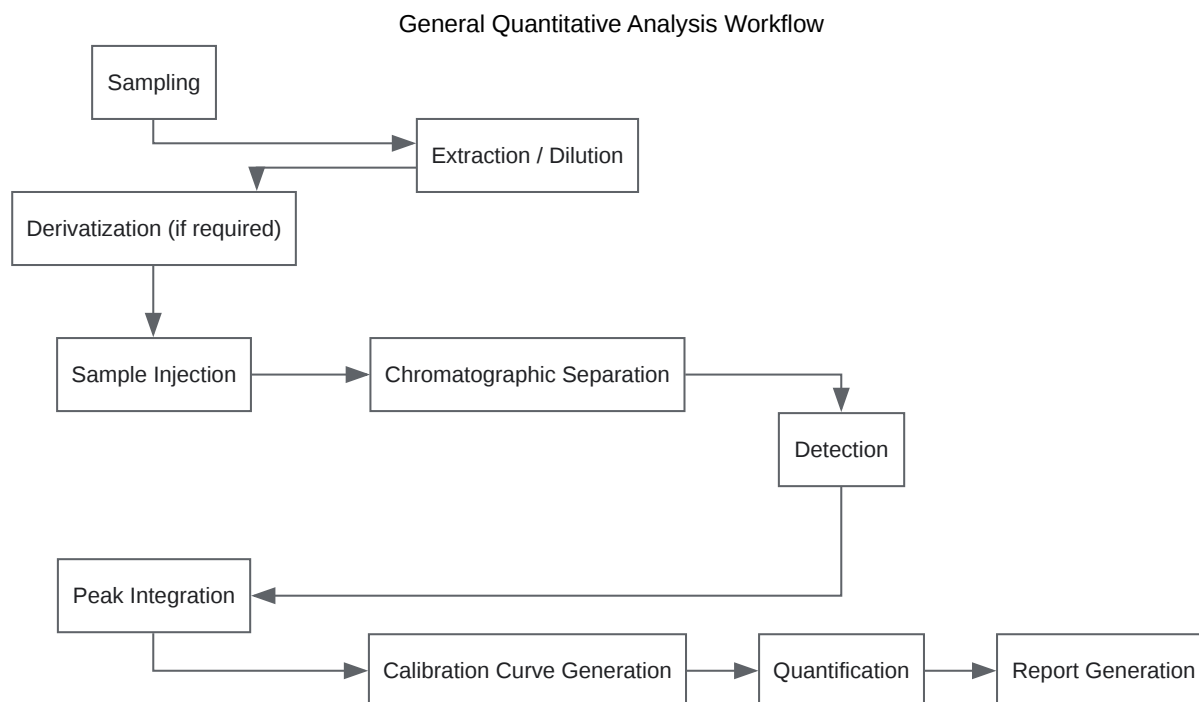 General Quantitative Analysis Workflow
Sampling
Extraction / Dilution
Derivatization (if required)
Sample Injection
Chromatographic Separation
Detection
Peak Integration
Calibration Curve Generation
Quantification
Report Generation